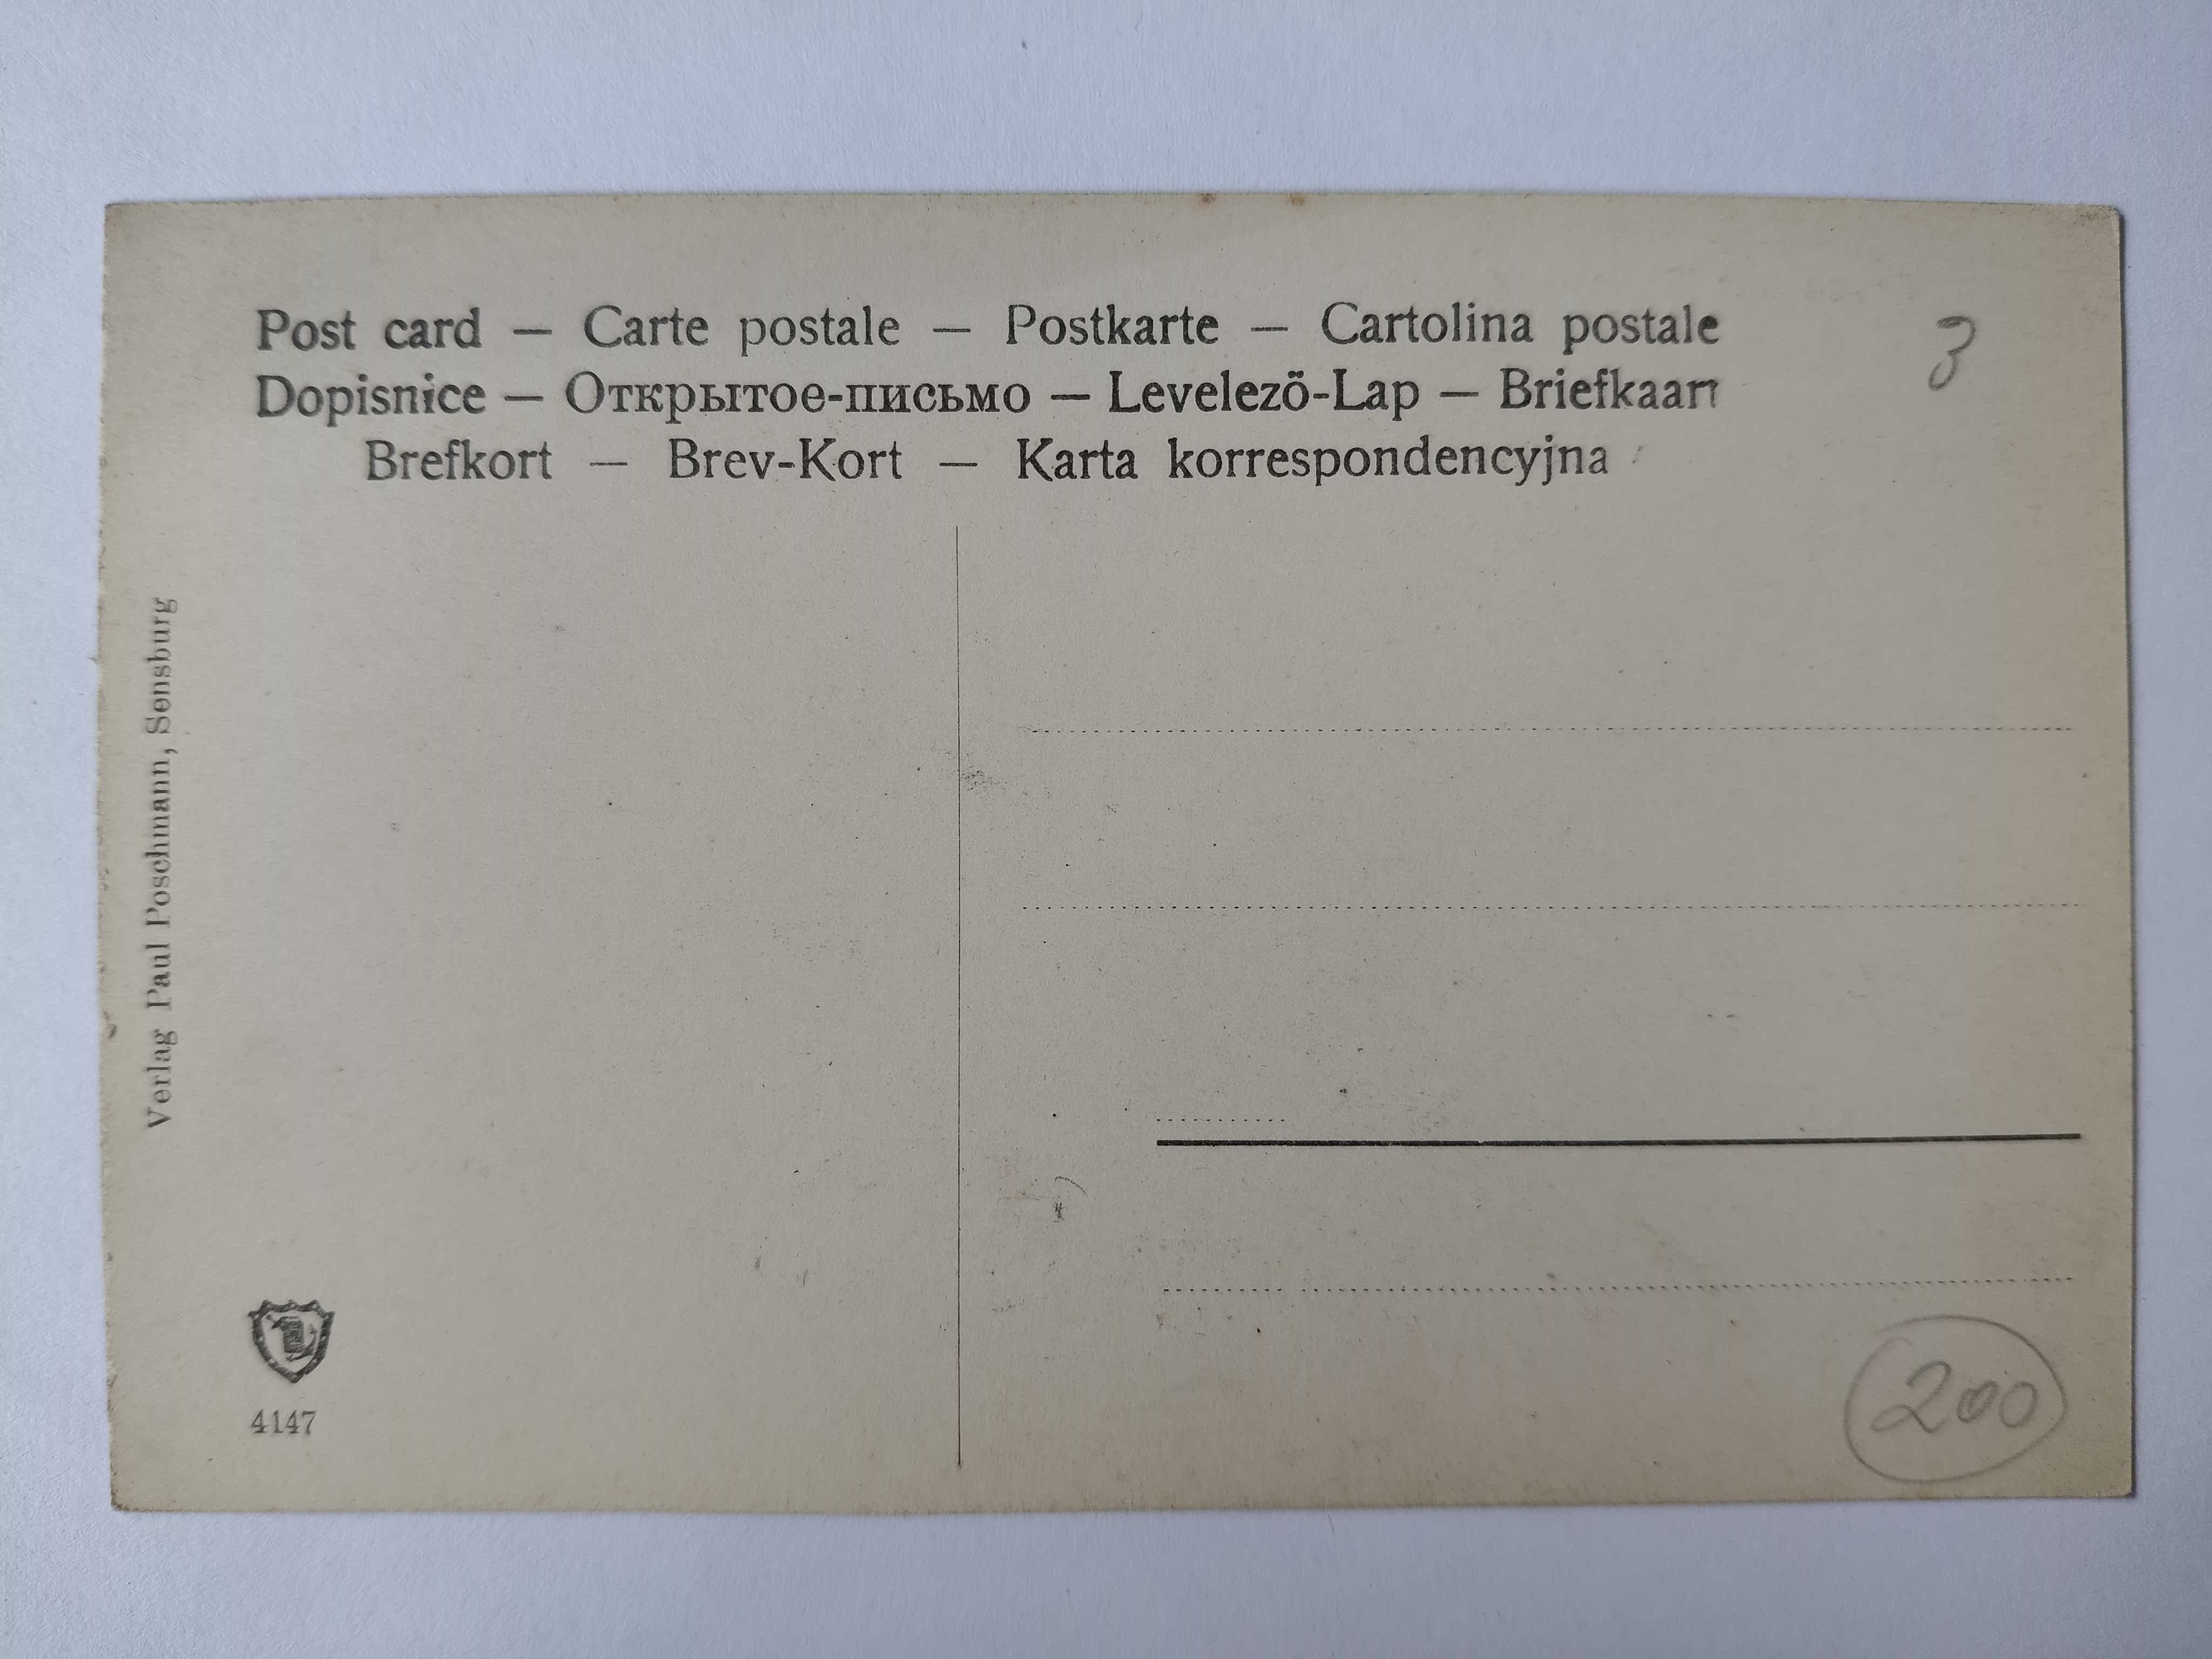 Post card — Carte postale — Postkarte — Cartolina postale
Dopisnice — Открытое-письмо — Levelező-Lap — Briefkaart
Brefkort — Brev-Kort — Karta korrespondencyjna
3
Verlag Paul Poschmann, Sensburg
4147
200